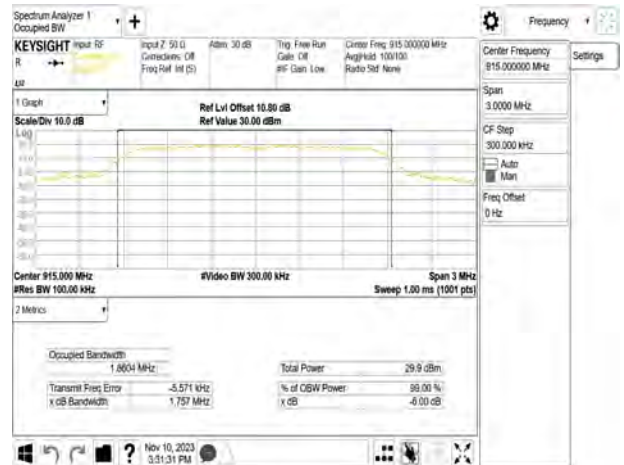 Spectrum Analyzer 1
Occupied BW
KEYSIGHT Input: RF
R
Input Z: 50 Ω
Corrections: Off
Freq Ref: Int (S)
Atten: 30 dB
Trig: Free Run
Gate: Off
#IF Gain: Low
Center Freq: 915.000000 MHz
Avg|Hold: 100/100
Radio Std: None
1 Graph
Scale/Div 10.0 dB
Ref Lvl Offset 10.80 dB
Ref Value 30.00 dBm
Log
Center 915.000 MHz
#Res BW 100.00 kHz
#Video BW 300.00 kHz
Span 3 MHz
Sweep 1.00 ms (1001 pts)
2 Metrics
Occupied Bandwidth
1.8604 MHz
Total Power 29.9 dBm
Transmit Freq Error -5.571 kHz
% of OBW Power 99.00 %
x dB Bandwidth 1.757 MHz
x dB -6.00 dB
?
Nov 10, 2023
3:31:31 PM
Frequency
Settings
Center Frequency
915.000000 MHz
Span
3.0000 MHz
CF Step
300.000 kHz
Auto
Man
Freq Offset
0 Hz